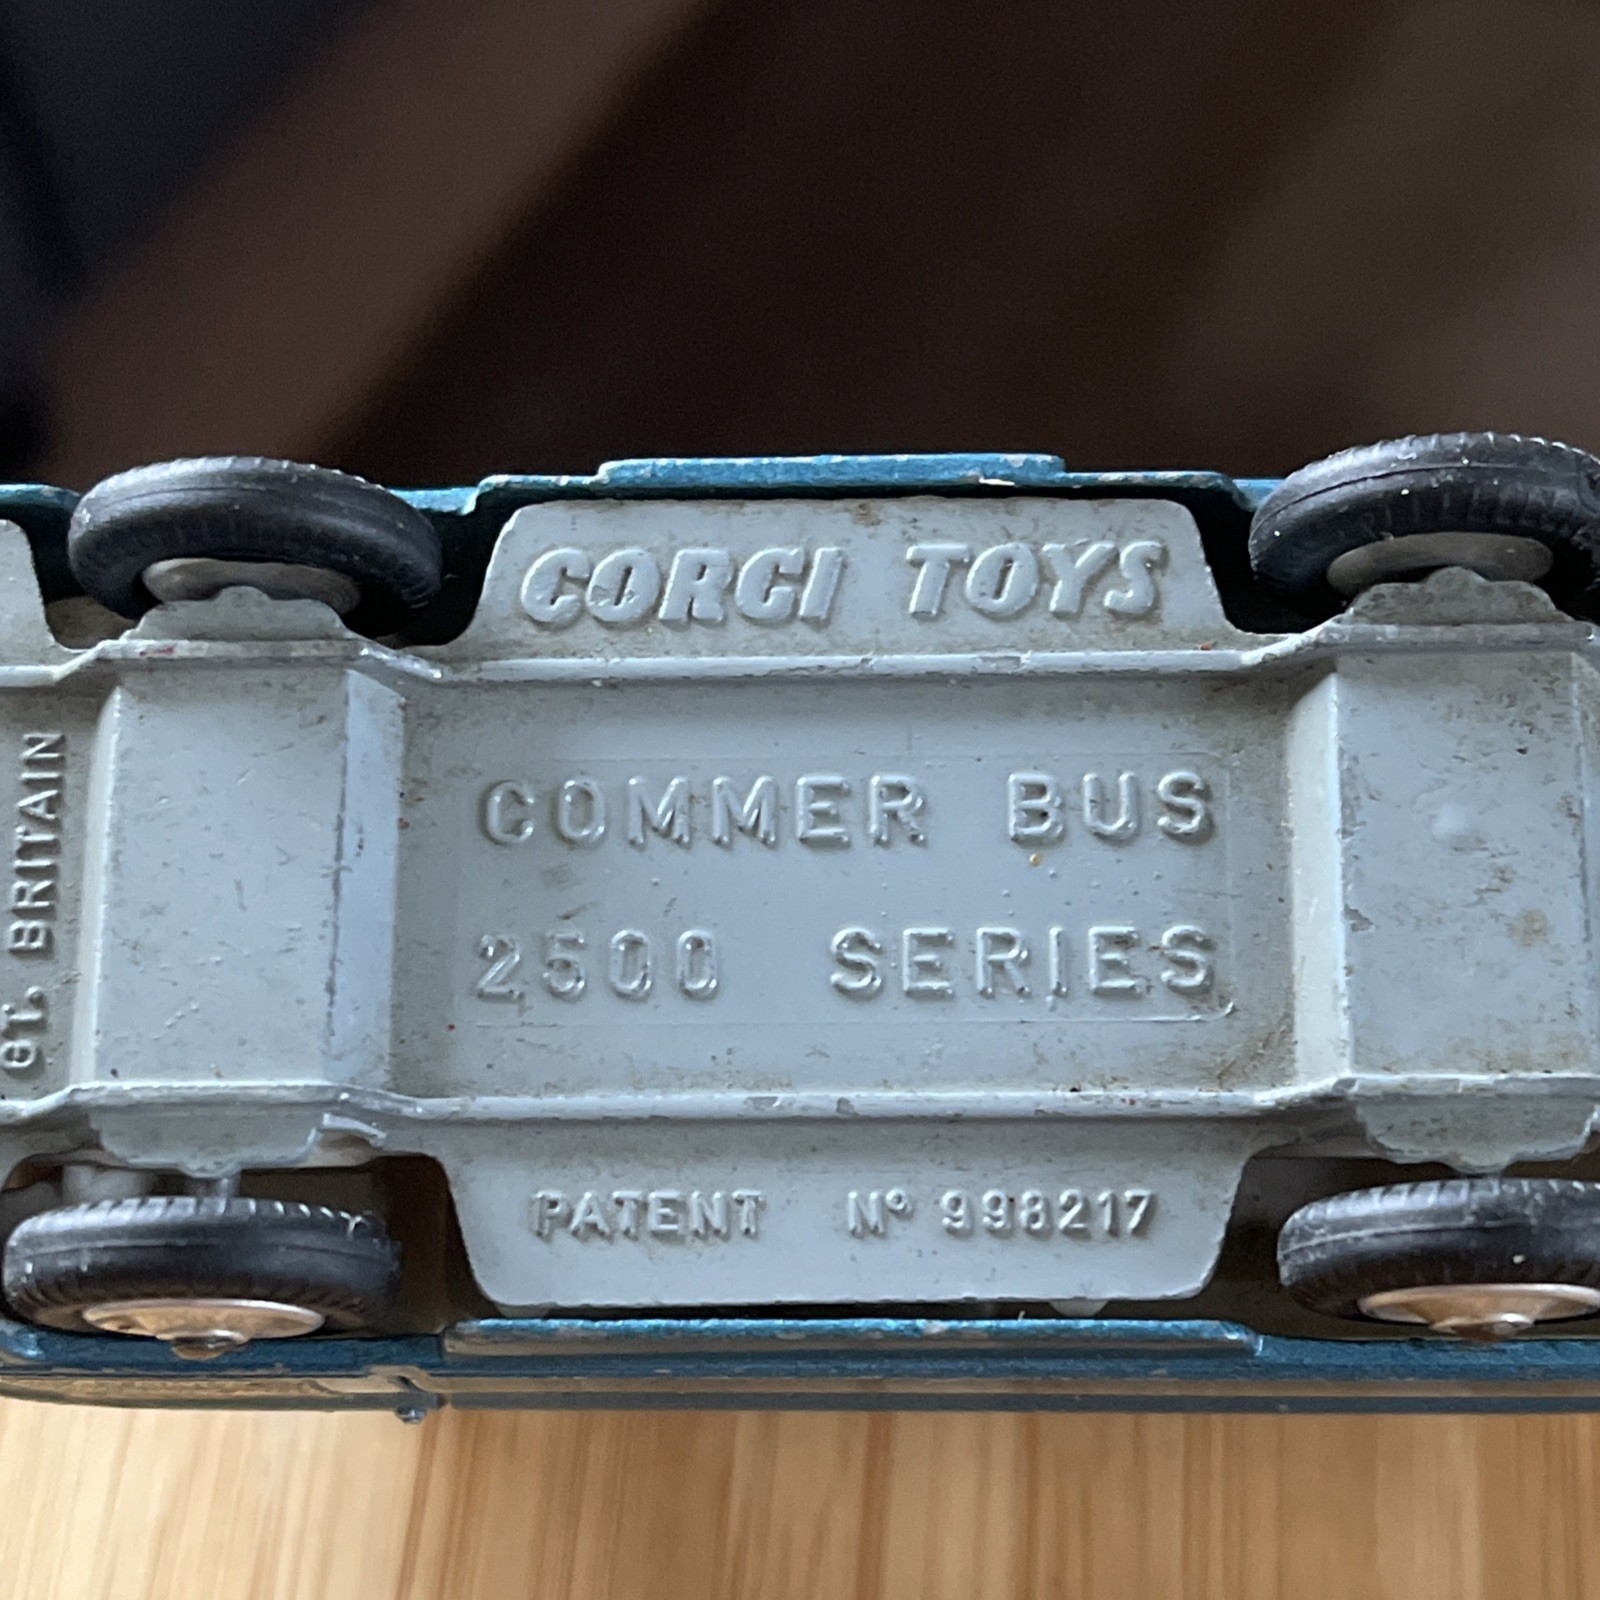 CORGI TOYS
COMMER BUS
2500 SERIES
PATENT Nº 998217
GT. BRITAIN